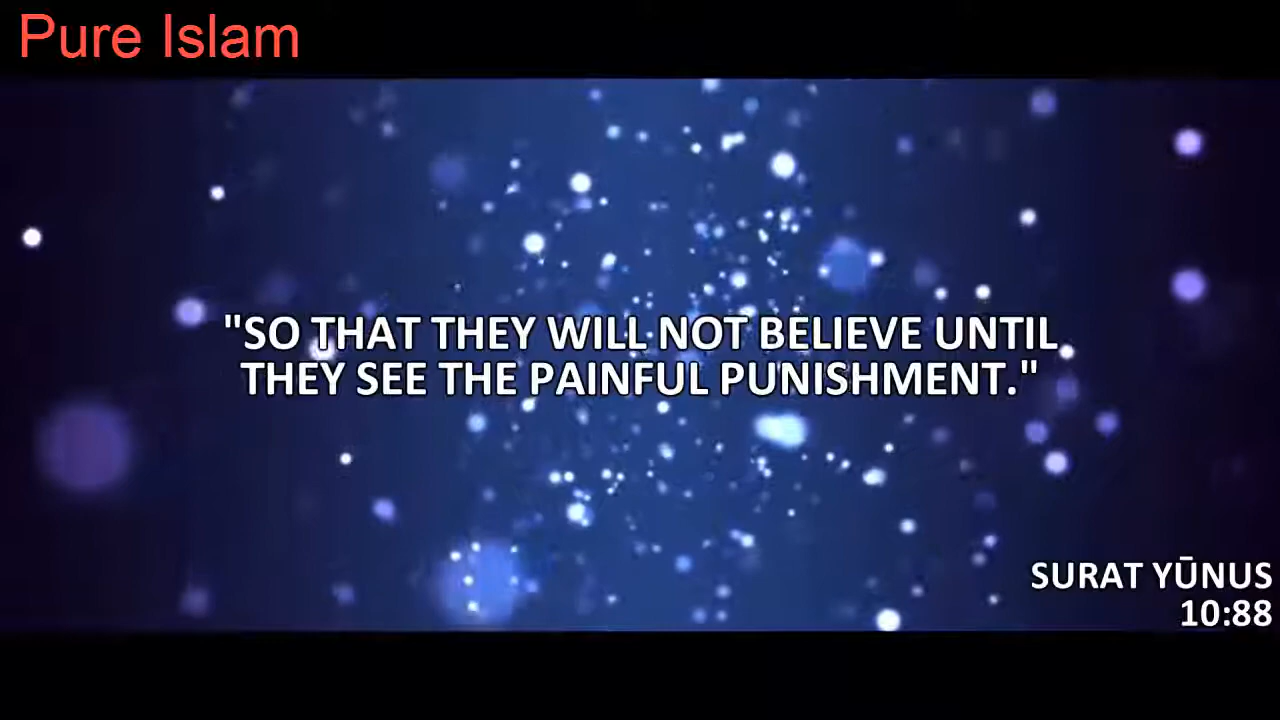 Pure Islam
"SO THAT THEY WILL NOT BELIEVE UNTIL
THEY SEE THE PAINFUL PUNISHMENT."
SURAT YŪNUS
10:88